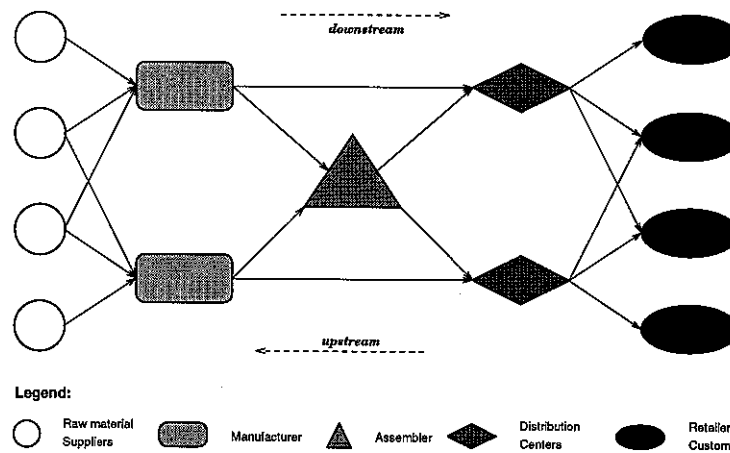 downstream
upstream
Legend:
Raw material
Suppliers
Manufacturer
Assembler
Distribution
Centers
Retailer
Custom